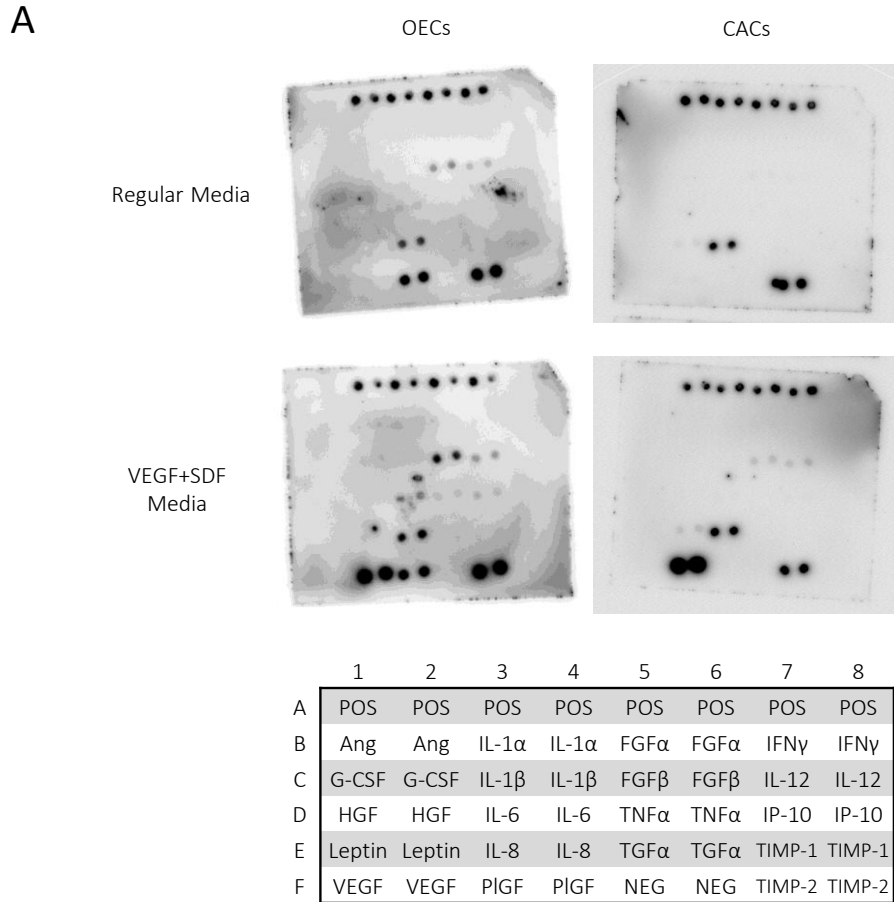 A
OECs CACs
Regular Media
VEGF+SDF
Media
1 2 3 4 5 6 7 8
A POS POS POS POS POS POS POS POS
B Ang Ang IL-1α IL-1α FGFα FGFα IFNγ IFNγ
C G-CSF G-CSF IL-1β IL-1β FGFβ FGFβ IL-12 IL-12
D HGF HGF IL-6 IL-6 TNFα TNFα IP-10 IP-10
E Leptin Leptin IL-8 IL-8 TGFα TGFα TIMP-1 TIMP-1
F VEGF VEGF PlGF PlGF NEG NEG TIMP-2 TIMP-2